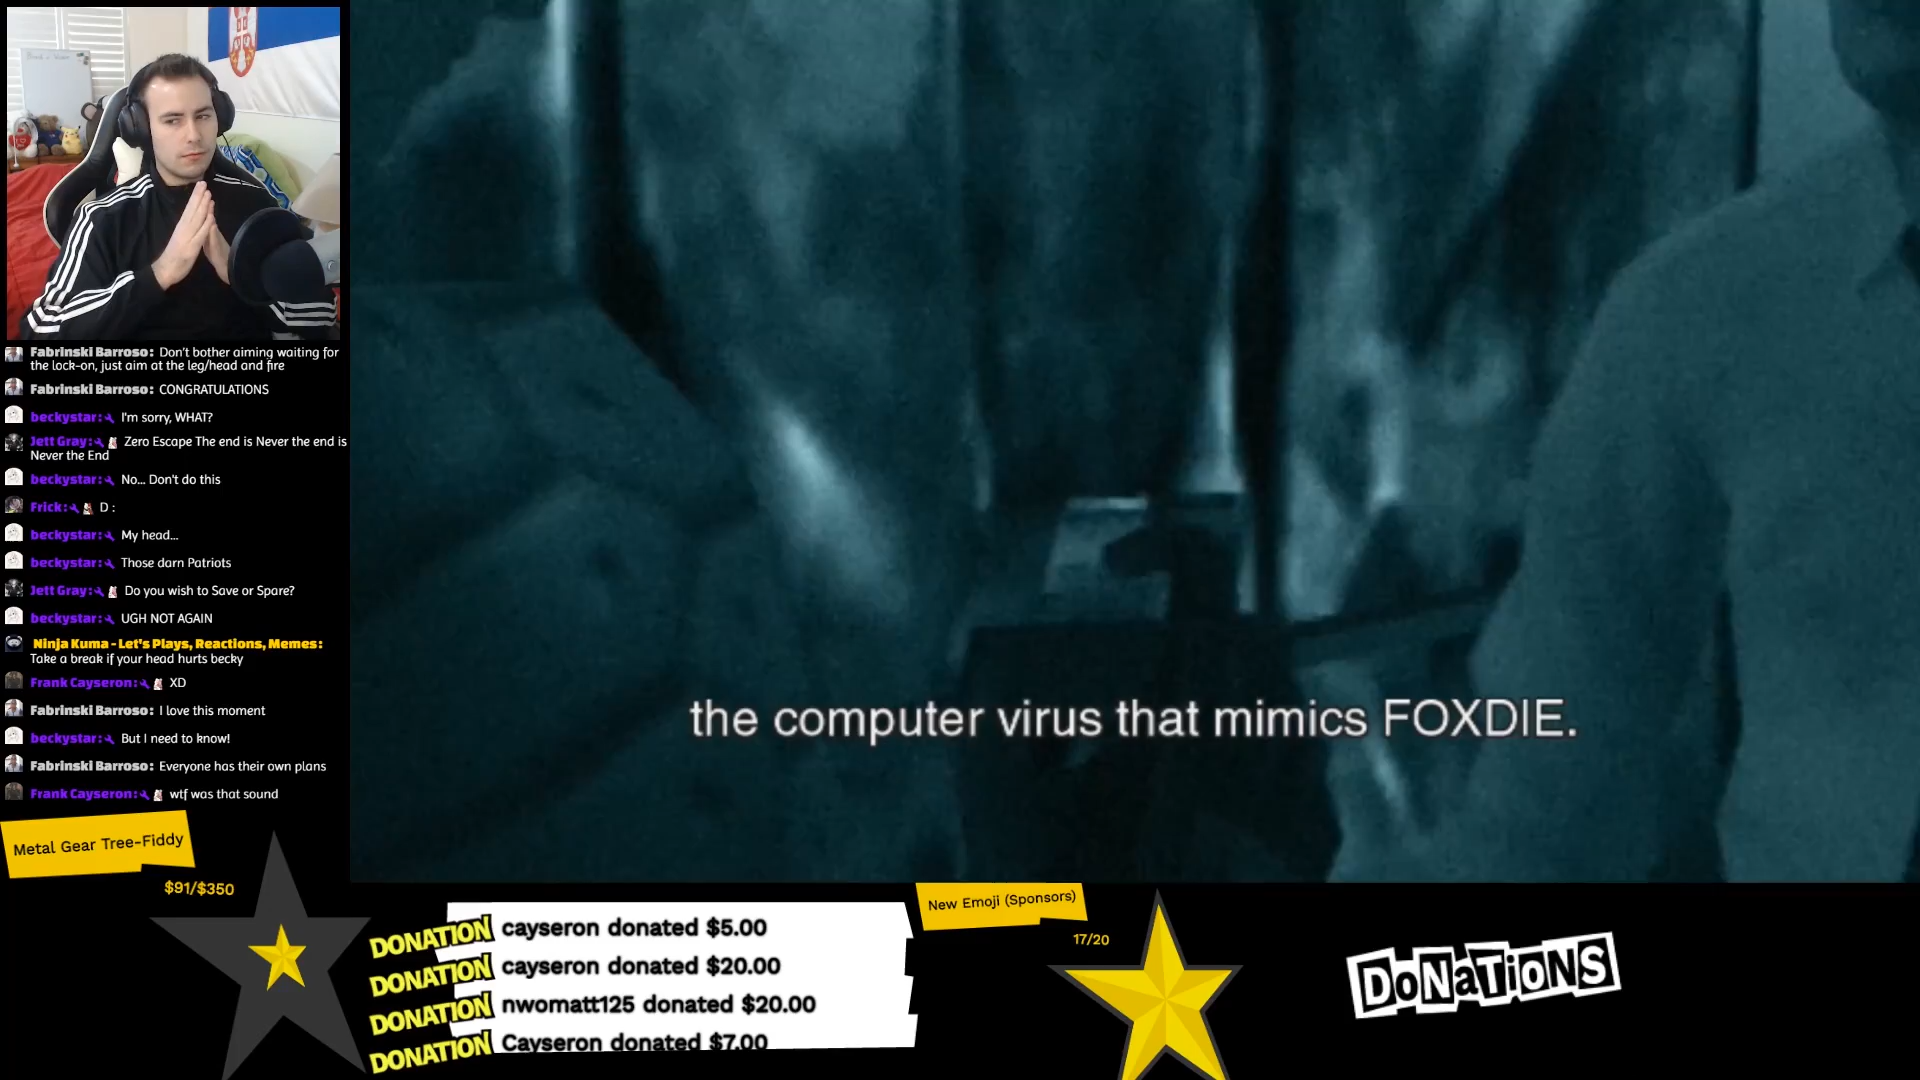 Fabrinski Barroso: Don't bother aiming waiting for
the lock-on, just aim at the leg/head and fire
Fabrinski Barroso: CONGRATULATIONS
beckystar: I'm sorry, WHAT?
Jett Gray: Zero Escape The end is Never the end is
Never the End
beckystar: No... Don't do this
Frick: D :
beckystar: My head...
beckystar: Those darn Patriots
Jett Gray: Do you wish to Save or Spare?
beckystar: UGH NOT AGAIN
Ninja Kuma - Let's Plays, Reactions, Memes:
Take a break if your head hurts becky
Frank Cayseron: XD
Fabrinski Barroso: I love this moment
beckystar: But I need to know!
Fabrinski Barroso: Everyone has their own plans
Frank Cayseron: wtf was that sound
the computer virus that mimics FOXDIE.
Metal Gear Tree-Fiddy
$91/$350
DONATION cayseron donated $5.00
DONATION cayseron donated $20.00
DONATION nwomatt125 donated $20.00
DONATION Cayseron donated $7.00
New Emoji (Sponsors)
17/20
DoNaTioNS